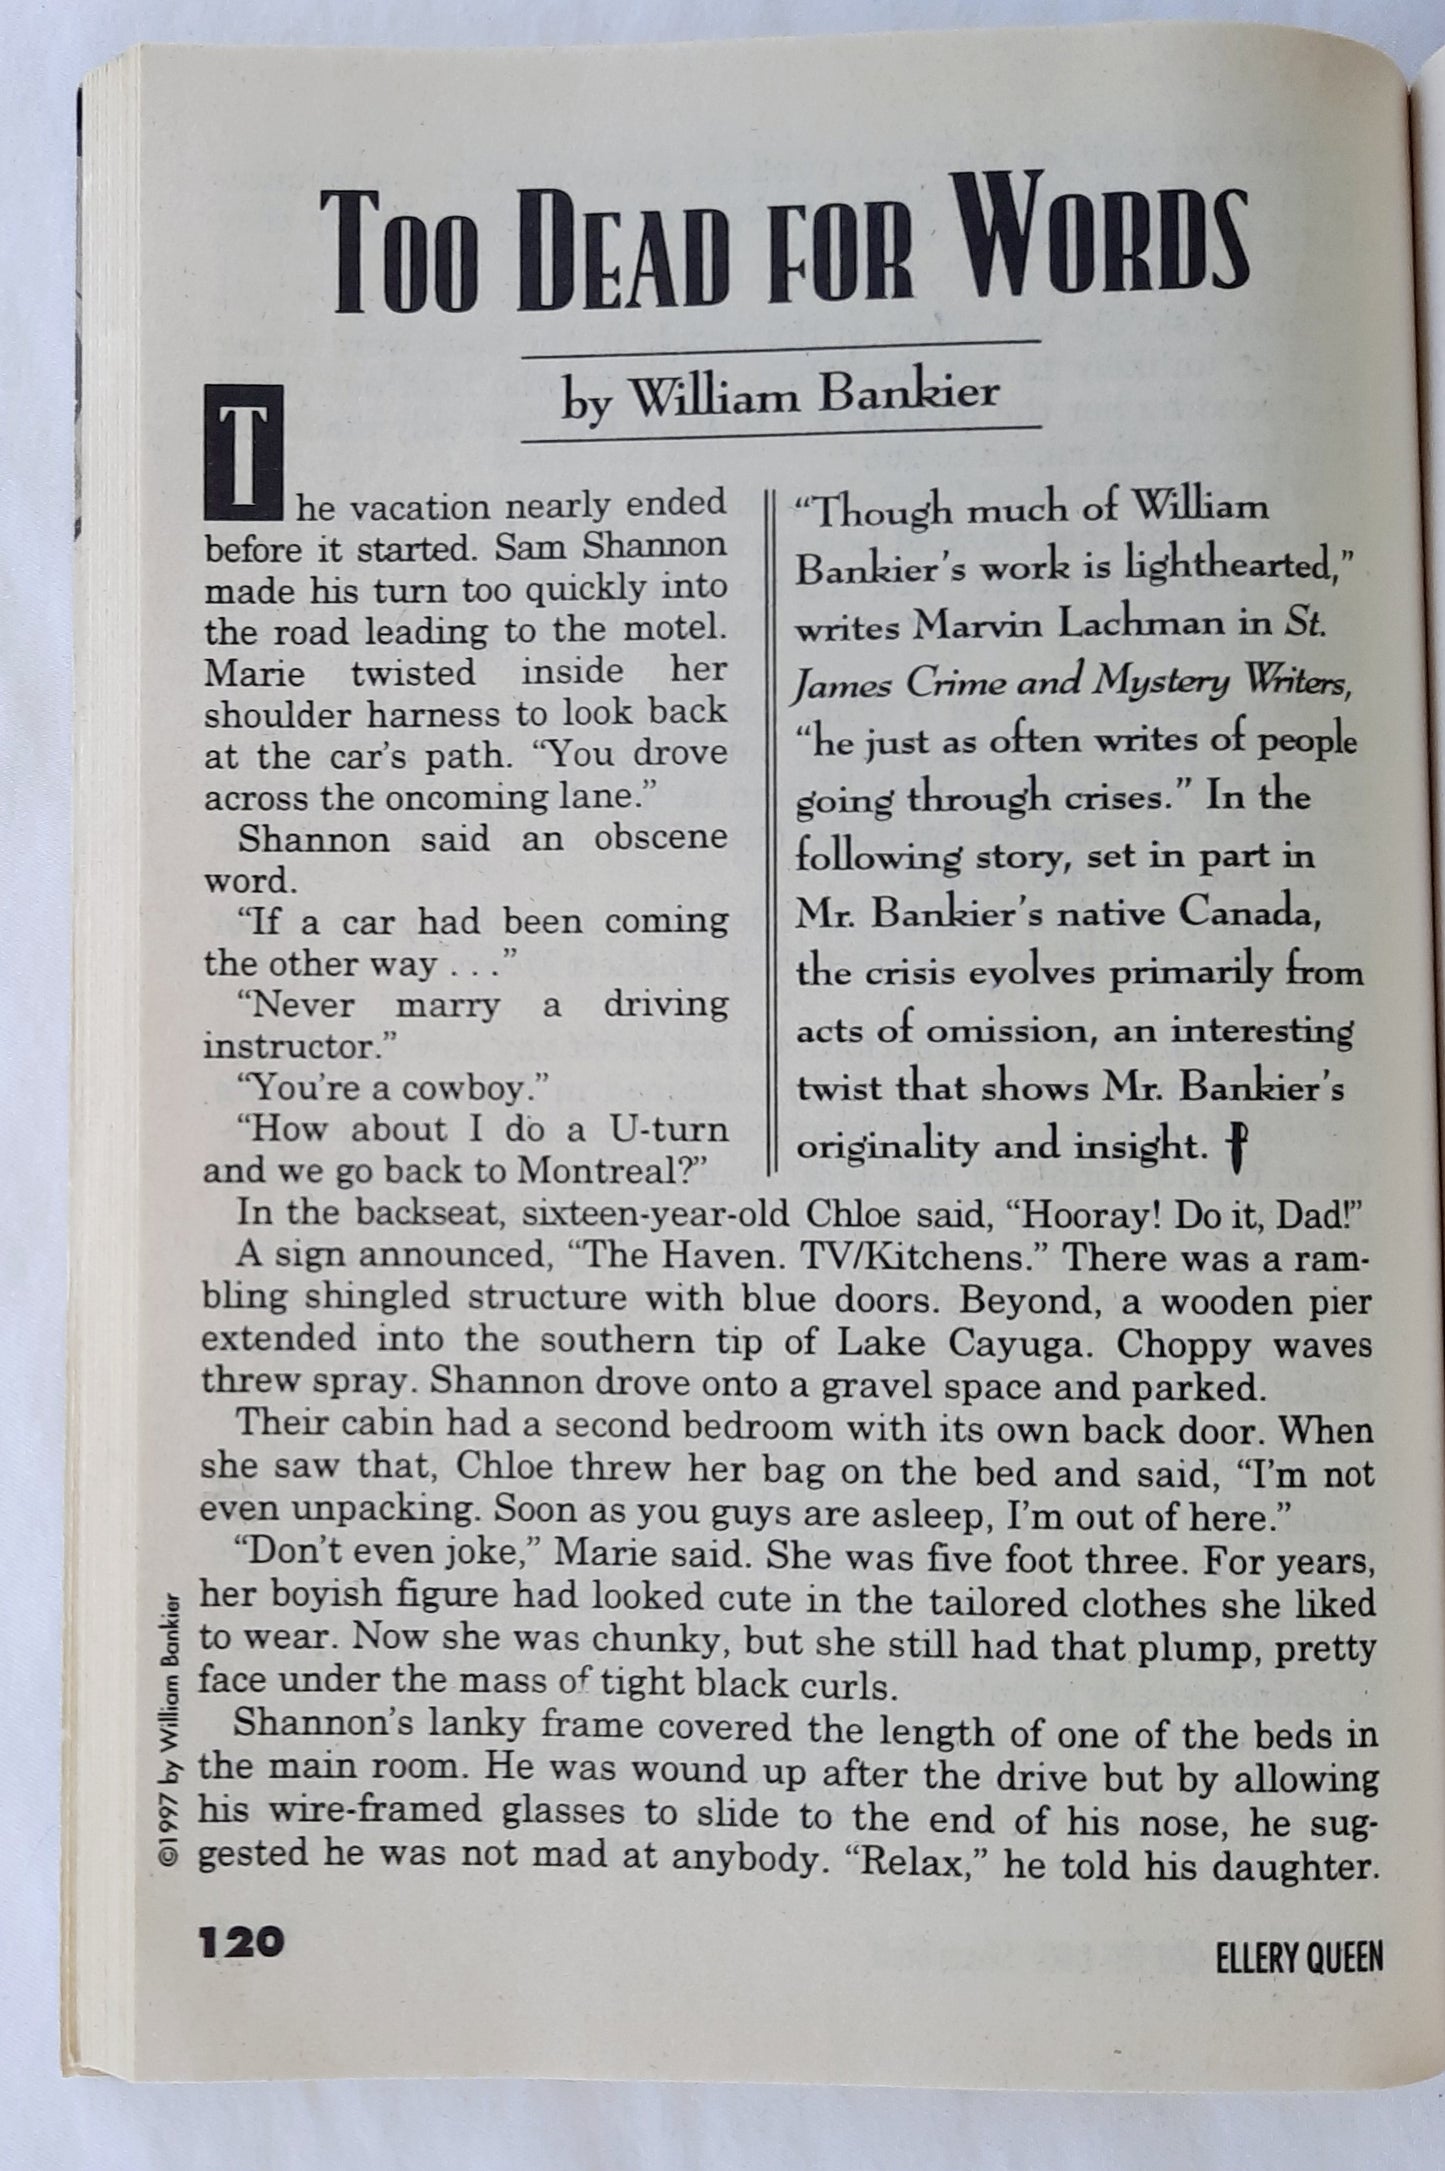 TOO DEAD FOR WORDS
by William Bankier
The vacation nearly ended
before it started. Sam Shannon
made his turn too quickly into
the road leading to the motel.
Marie twisted inside her
shoulder harness to look back
at the car's path. “You drove
across the oncoming lane.”
Shannon said an obscene
word.
“If a car had been coming
the other way . . .”
“Never marry a driving
instructor.”
“You're a cowboy.”
“How about I do a U-turn
and we go back to Montreal?”
“Though much of William
Bankier's work is lighthearted,”
writes Marvin Lachman in St.
James Crime and Mystery Writers,
“he just as often writes of people
going through crises.” In the
following story, set in part in
Mr. Bankier's native Canada,
the crisis eyolves primarily from
acts of omission, an interesting
twist that shows Mr. Bankier's
originality and insight.
In the backseat, sixteen-year-old Chloe said, “Hooray! Do it, Dad!”
A sign announced, “The Haven. TV/Kitchens.” There was a ram-
bling shingled structure with blue doors. Beyond, a wooden pier
extended into the southern tip of Lake Cayuga. Choppy waves
threw spray. Shannon drove onto a gravel space and parked.
Their cabin had a second bedroom with its own back door. When
she saw that, Chloe threw her bag on the bed and said, “I'm not
even unpacking. Soon as you guys are asleep, I'm out of here.”
“Don't even joke,” Marie said. She was five foot three. For years,
her boyish figure had looked cute in the tailored clothes she liked
to wear. Now she was chunky, but she still had that plump, pretty
face under the mass of tight black curls.
Shannon's lanky frame covered the length of one of the beds in
the main room. He was wound up after the drive but by allowing
his wire-framed glasses to slide to the end of his nose, he sug-
gested he was not mad at anybody. “Relax,” he told his daughter.
©1997 by William Bankier
120
ELLERY QUEEN